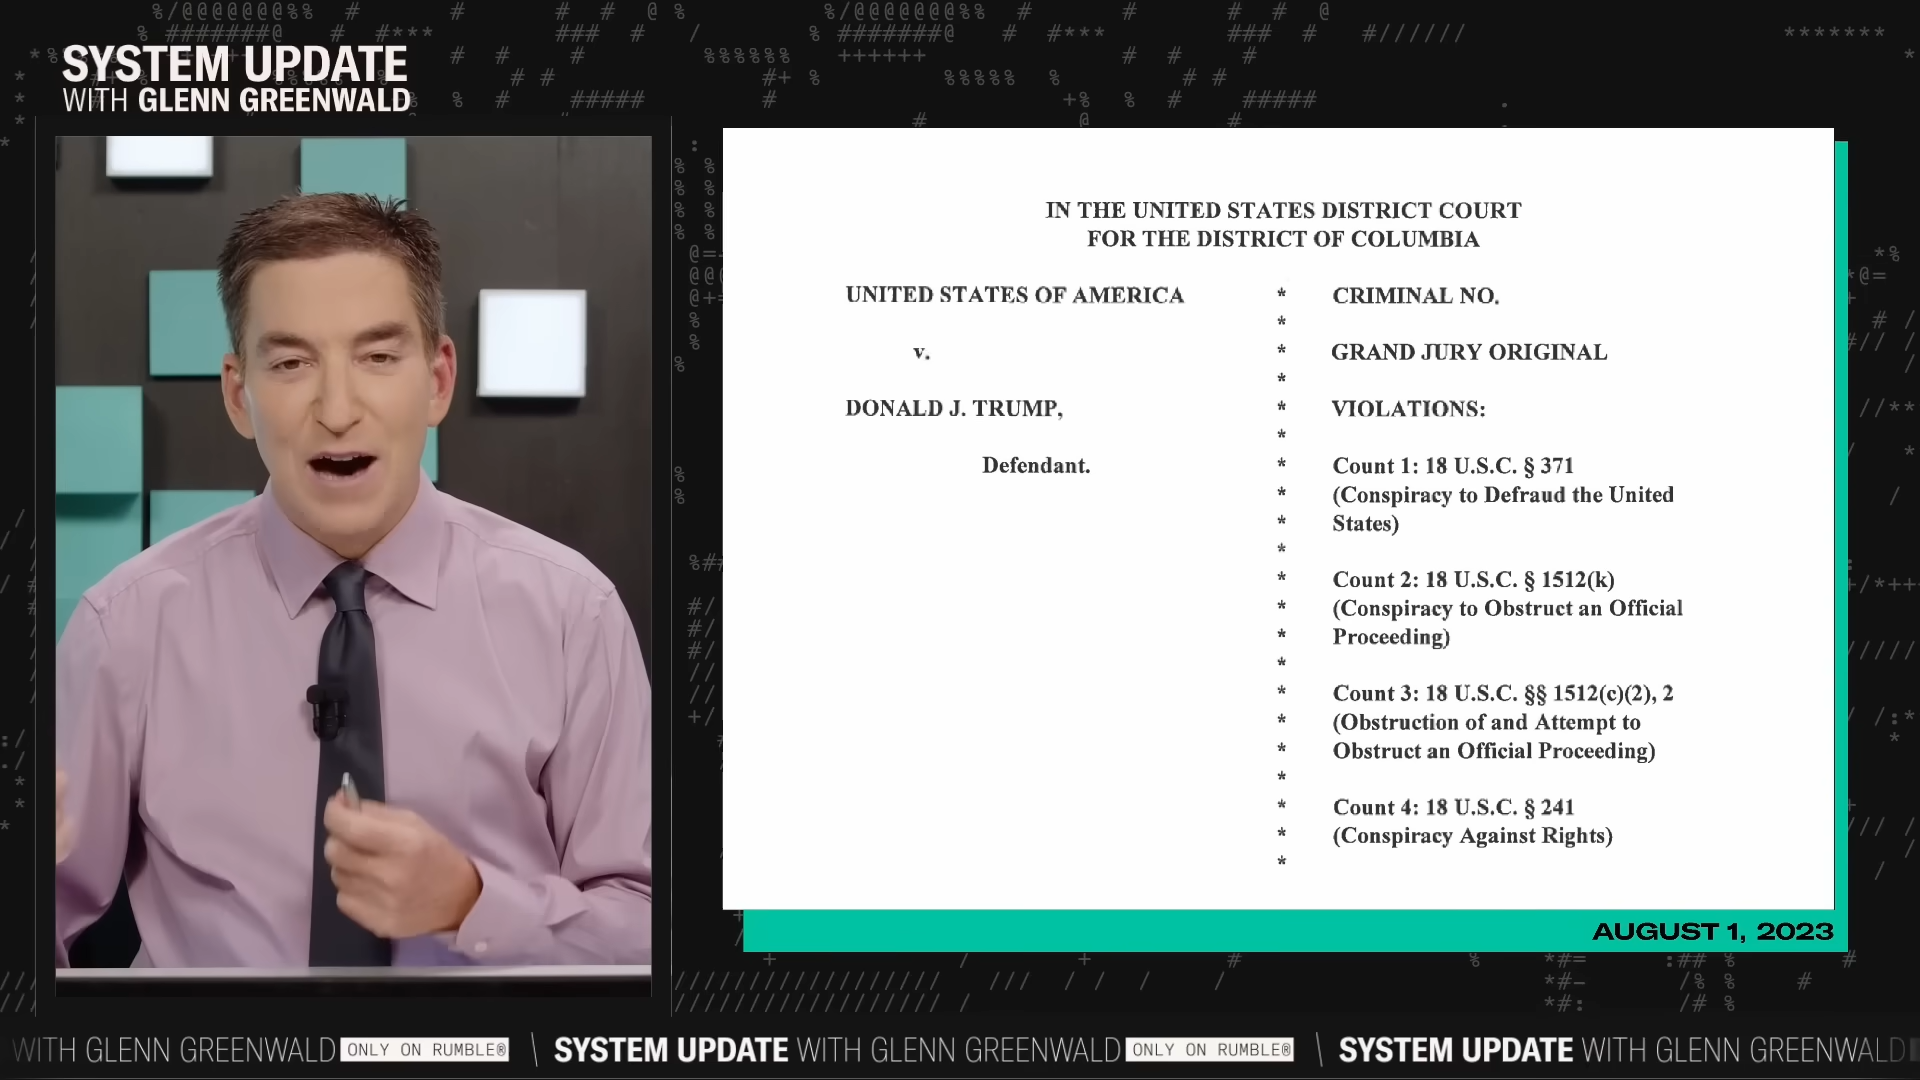 SYSTEM UPDATE
WITH GLENN GREENWALD
IN THE UNITED STATES DISTRICT COURT
FOR THE DISTRICT OF COLUMBIA
UNITED STATES OF AMERICA
v.
DONALD J. TRUMP,
Defendant.
* CRIMINAL NO.
*
* GRAND JURY ORIGINAL
*
* VIOLATIONS:
*
* Count 1: 18 U.S.C. § 371
* (Conspiracy to Defraud the United
* States)
*
* Count 2: 18 U.S.C. § 1512(k)
* (Conspiracy to Obstruct an Official
* Proceeding)
*
* Count 3: 18 U.S.C. §§ 1512(c)(2), 2
* (Obstruction of and Attempt to
* Obstruct an Official Proceeding)
*
* Count 4: 18 U.S.C. § 241
* (Conspiracy Against Rights)
*
AUGUST 1, 2023
WITH GLENN GREENWALD ONLY ON RUMBLE® \ SYSTEM UPDATE WITH GLENN GREENWALD ONLY ON RUMBLE® \ SYSTEM UPDATE WITH GLENN GREENWALD